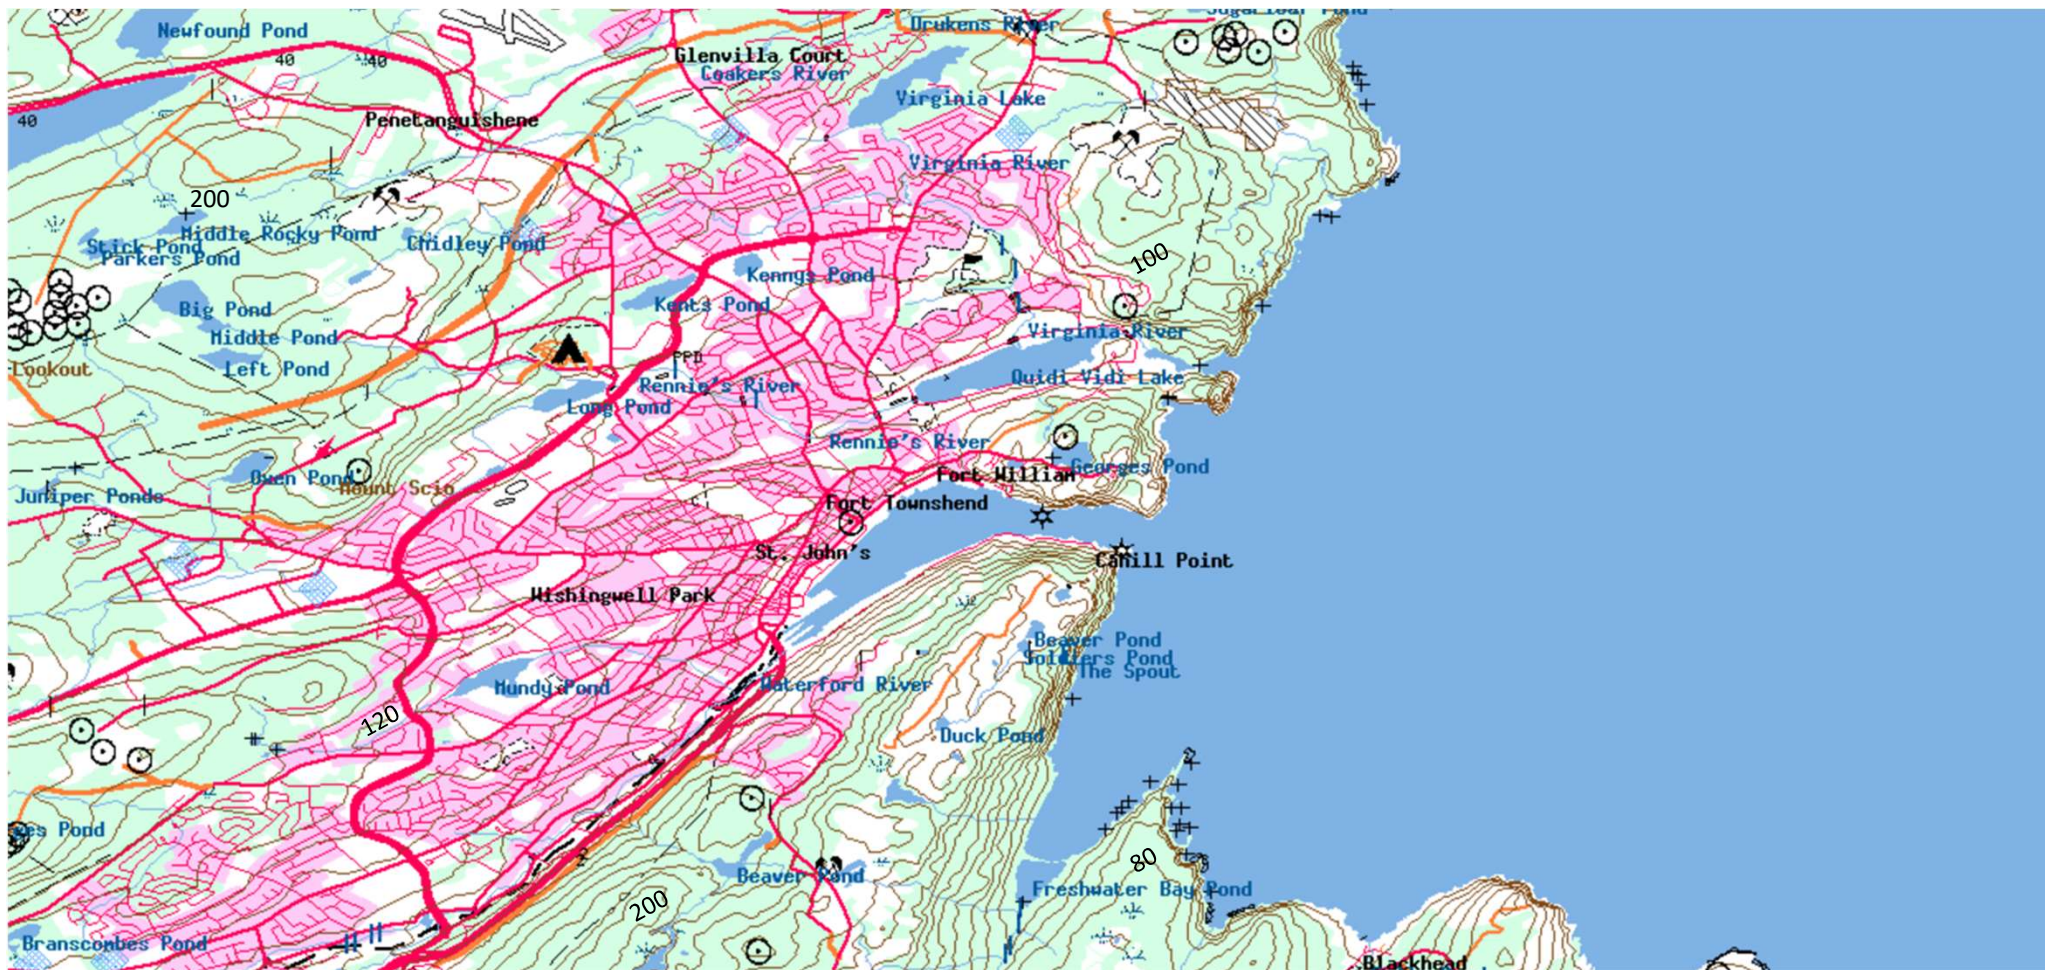 Newfound Pond
Drukens River
40
40
Glenvilla Court
Coakers River
Virginia Lake
40
Penetanguishene
Virginia River
200
Middle Rocky Pond
Stick Pond
Chidley Pond
Parkers Pond
100
Kennys Pond
Kents Pond
Big Pond
Virginia River
Middle Pond
Lookout
Left Pond
Quidi Vidi Lake
Rennie's River
Long Pond
Rennie's River
Georges Pond
Fort William
Owen Pond
Mount Scio
Juniper Ponds
Fort Townshend
St. John's
Cahill Point
Wishingwell Park
Beaver Pond
Soldiers Pond
The Spout
Mundy Pond
Waterford River
120
Duck Pond
es Pond
80
Beaver Pond
Freshwater Bay Pond
200
Branscombes Pond
Blackhead